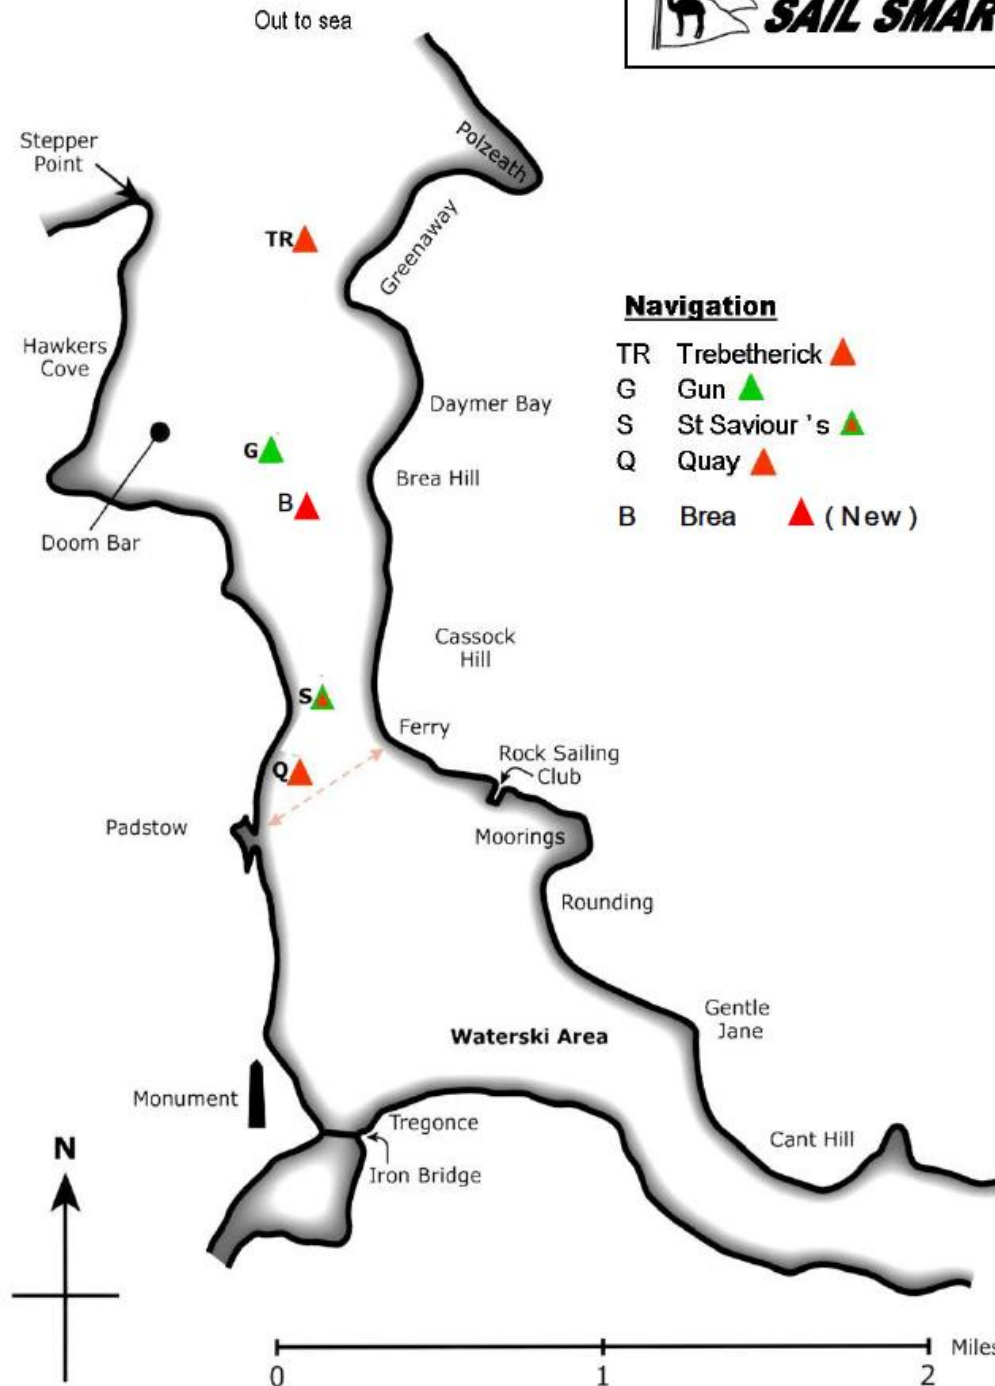 Out to sea
SAIL SMAR
Polzeath
Stepper
Point
Greenaway
TR
Navigation
Hawkers
Cove
TR Trebetherick
G Gun
Daymer Bay
S St Saviour 's
G
Q Quay
Brea Hill
B
B Brea (New)
Doom Bar
Cassock
Hill
S
Ferry
Rock Sailing
Club
Q
Padstow
Moorings
Rounding
Gentle
Jane
Waterski Area
Monument
Tregonce
Cant Hill
N
Iron Bridge
Miles
0 1 2